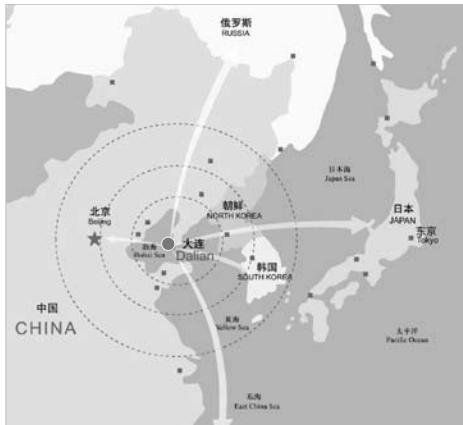 俄罗斯
RUSSIA
日本海
Japan Sea
朝鲜
NORTH KOREA
北京
Beijing
日本
JAPAN
东京
Tokyo
渤海
Bohai Sea
大连
Dalian
韩国
SOUTH KOREA
中国
CHINA
黄海
Yellow Sea
太平洋
Pacific Ocean
东海
East China Sea